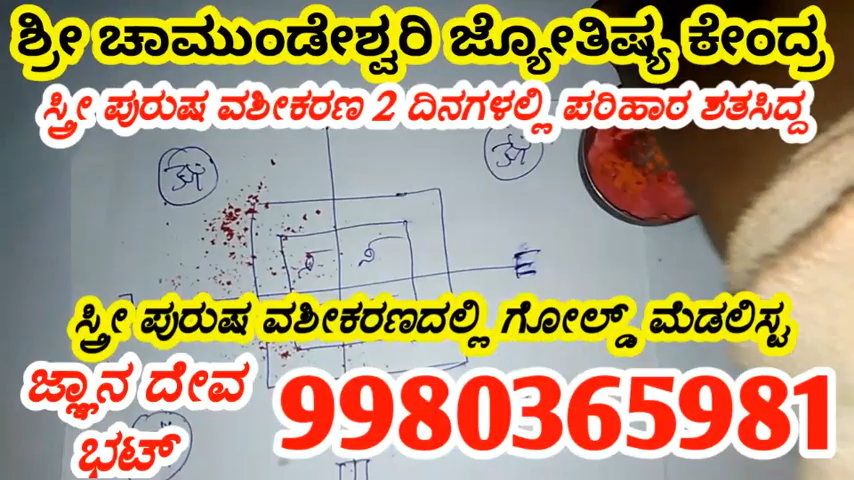 ಶ್ರೀ ಚಾಮುಂಡೇಶ್ವರಿ ಜ್ಯೋತಿಷ್ಯ ಕೇಂದ್ರ
ಸ್ತ್ರೀ ಪುರುಷ ವಶೀಕರಣ 2 ದಿನಗಳಲ್ಲಿ ಪರಿಹಾರ ಶತಸಿದ್ದ
ಸ್ತ್ರೀ ಪುರುಷ ವಶೀಕರಣದಲ್ಲಿ ಗೋಲ್ಡ್ ಮೆಡಲಿಸ್ಟ
ಜ್ಞಾನ ದೇವ
ಭಟ್
9980365981